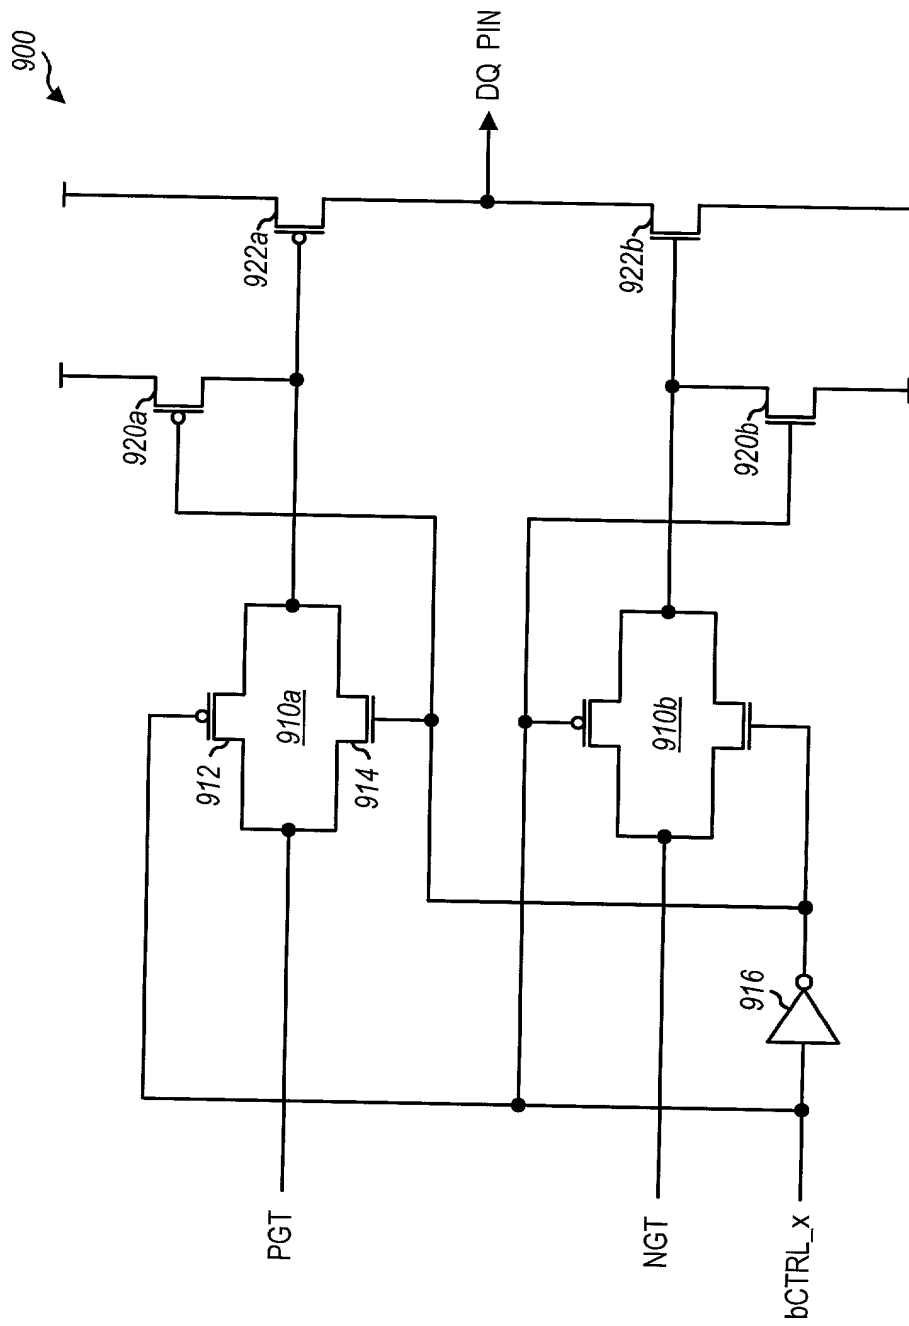 900
922a
DQ PIN
922b
920a
920b
912
910a
914
910b
916
PGT
NGT
bCTRL_x